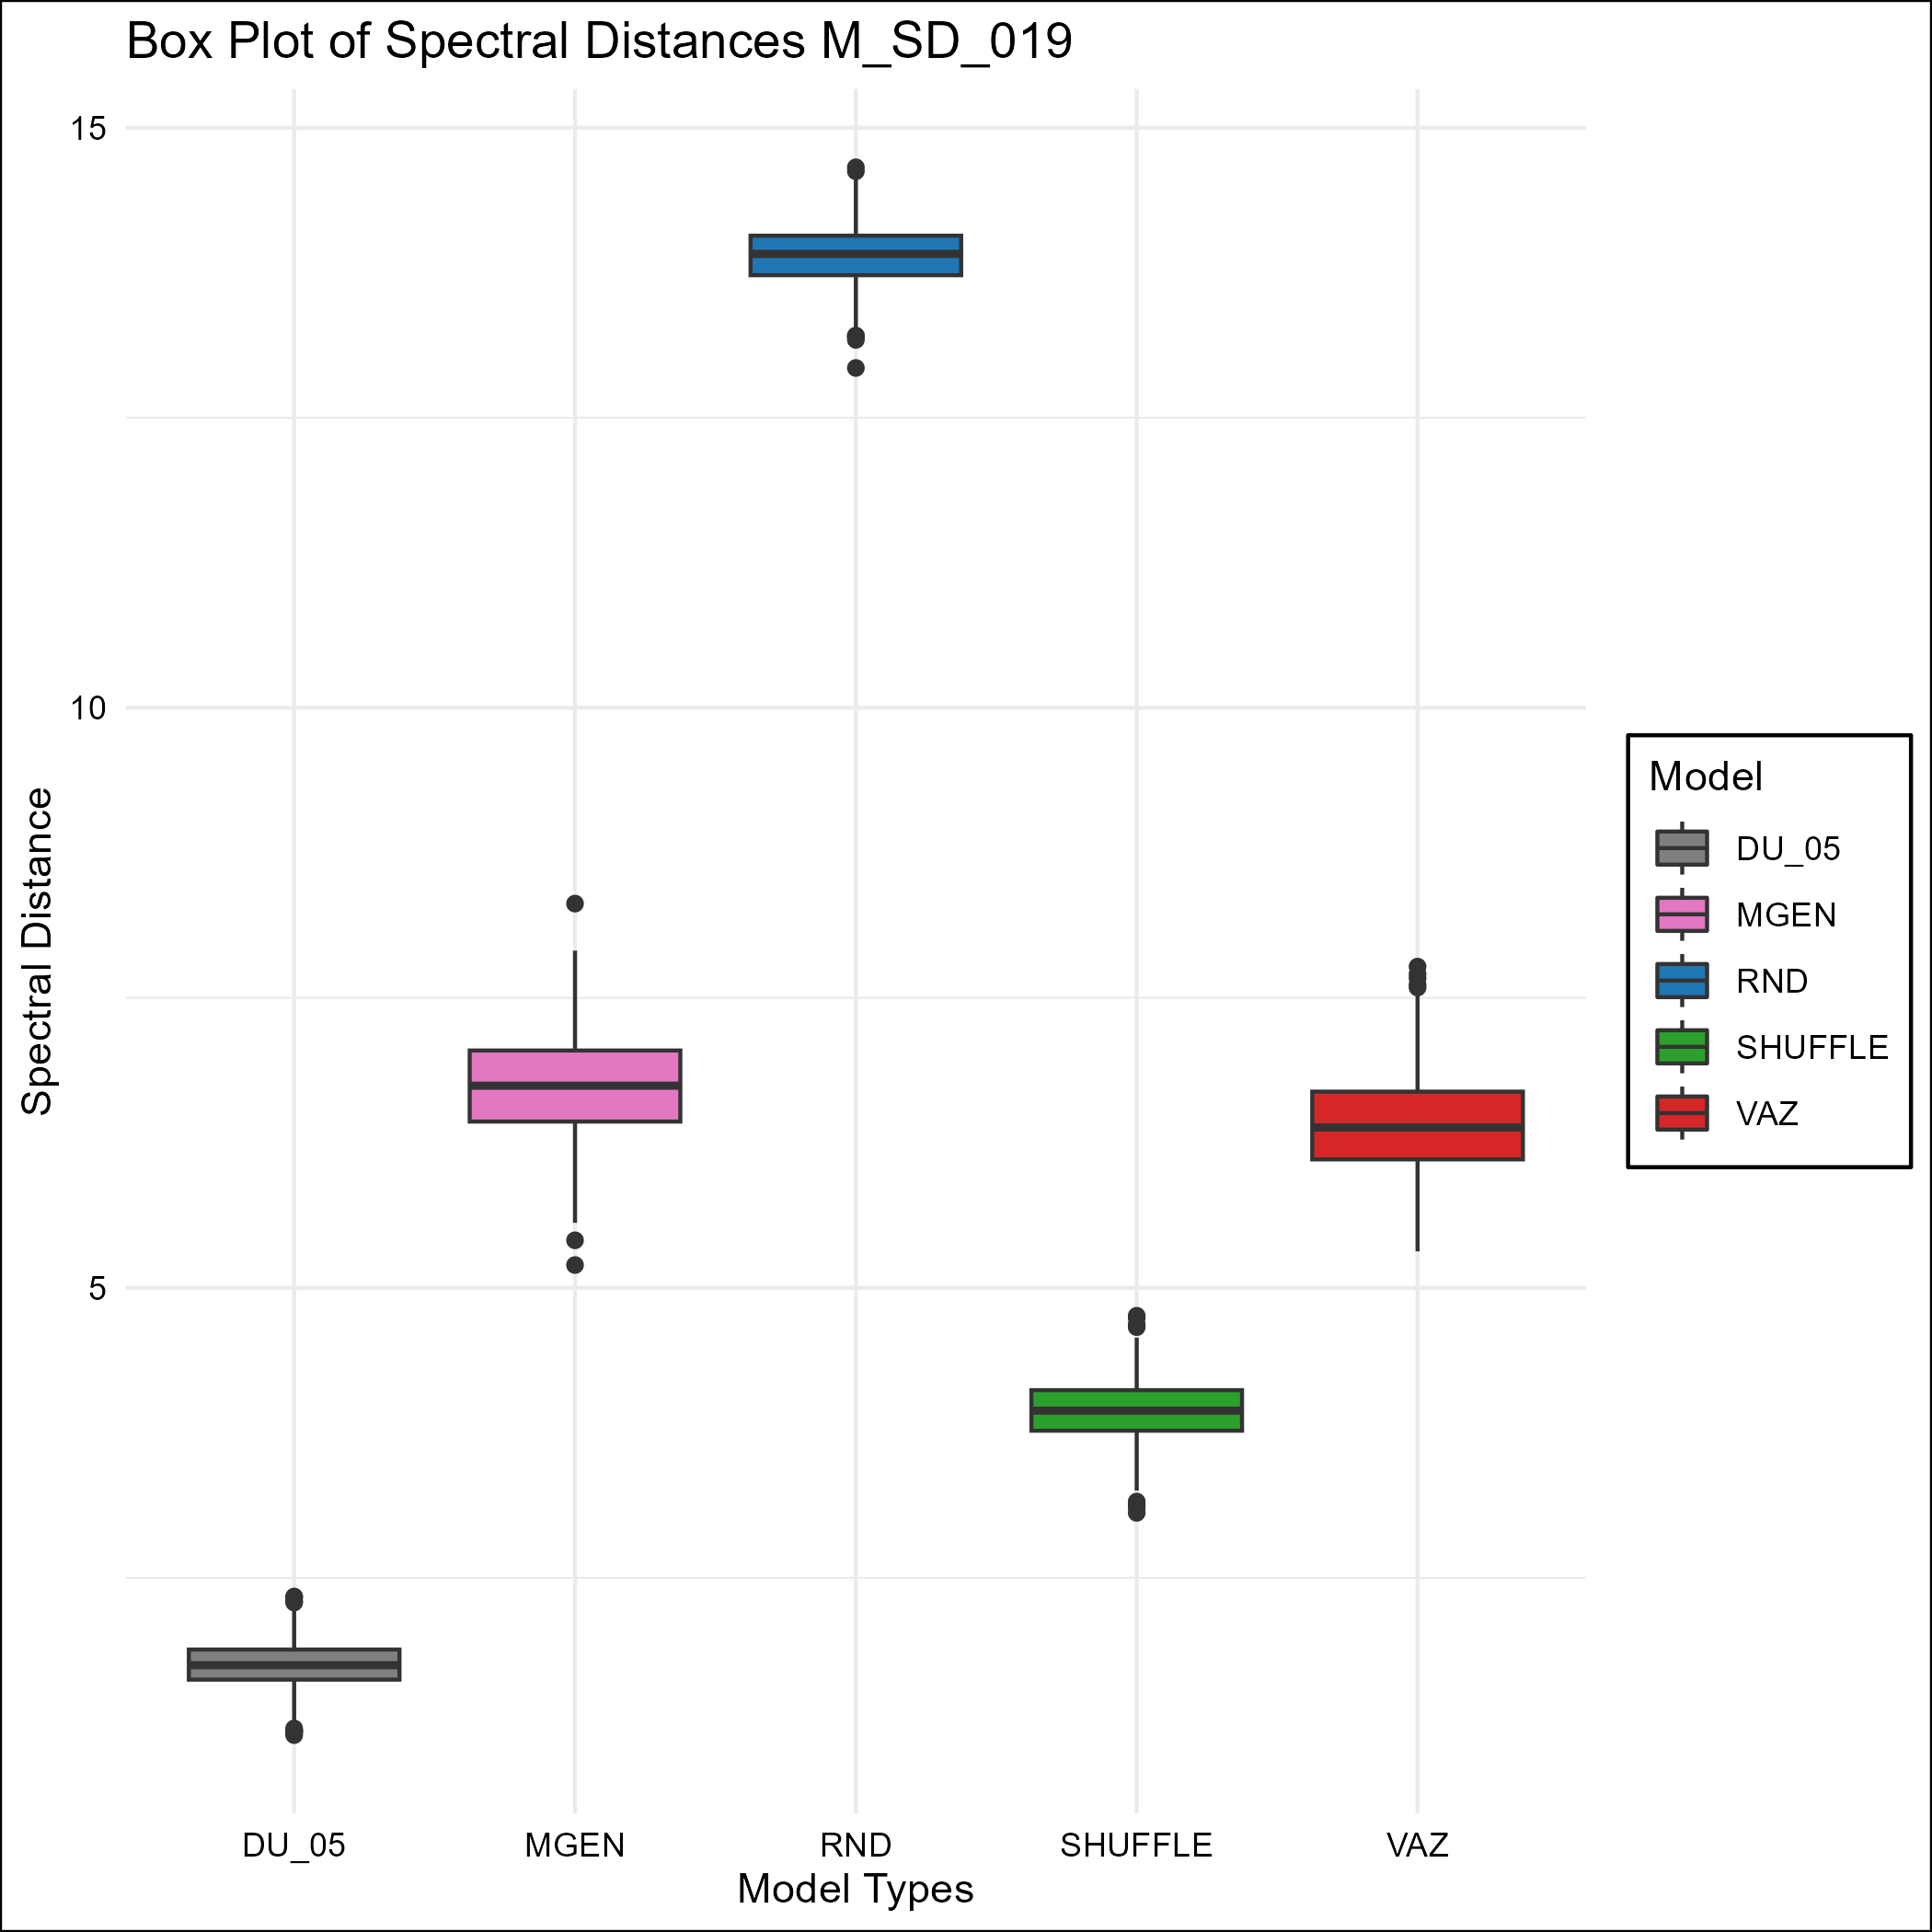 Box Plot of Spectral Distances M_SD_019
15
10
5
Spectral Distance
DU_05
MGEN
RND
SHUFFLE
VAZ
Model Types
Model
DU_05
MGEN
RND
SHUFFLE
VAZ